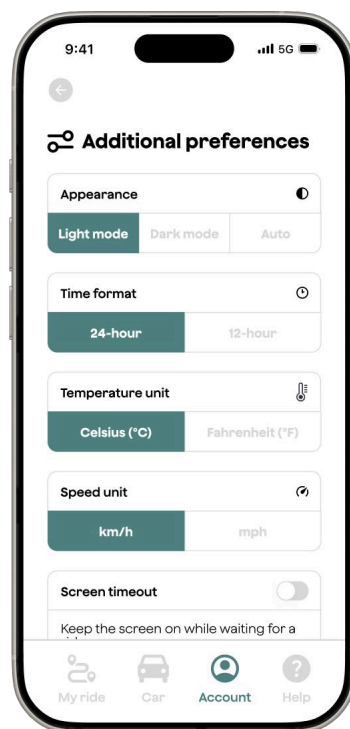 9:41
5G
Additional preferences
Appearance
Light mode Dark mode Auto
Time format
24-hour 12-hour
Temperature unit
Celsius (°C) Fahrenheit (°F)
Speed unit
km/h mph
Screen timeout
Keep the screen on while waiting for a
My ride Car Account Help